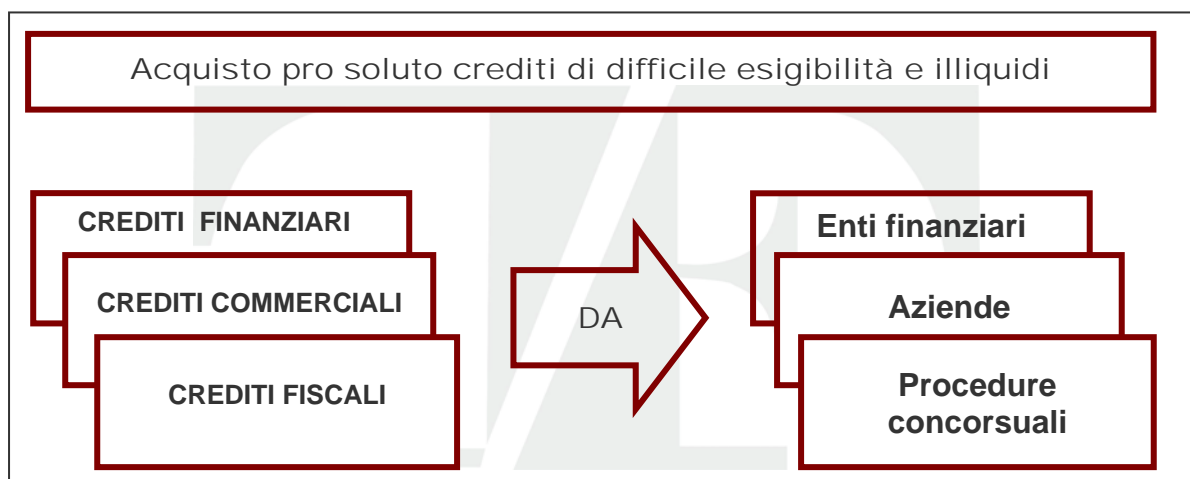 Acquisto pro soluto crediti di difficile esigibilità e illiquidi
CREDITI FINANZIARI
CREDITI COMMERCIALI
CREDITI FISCALI
DA
Enti finanziari
Aziende
Procedure
concorsuali